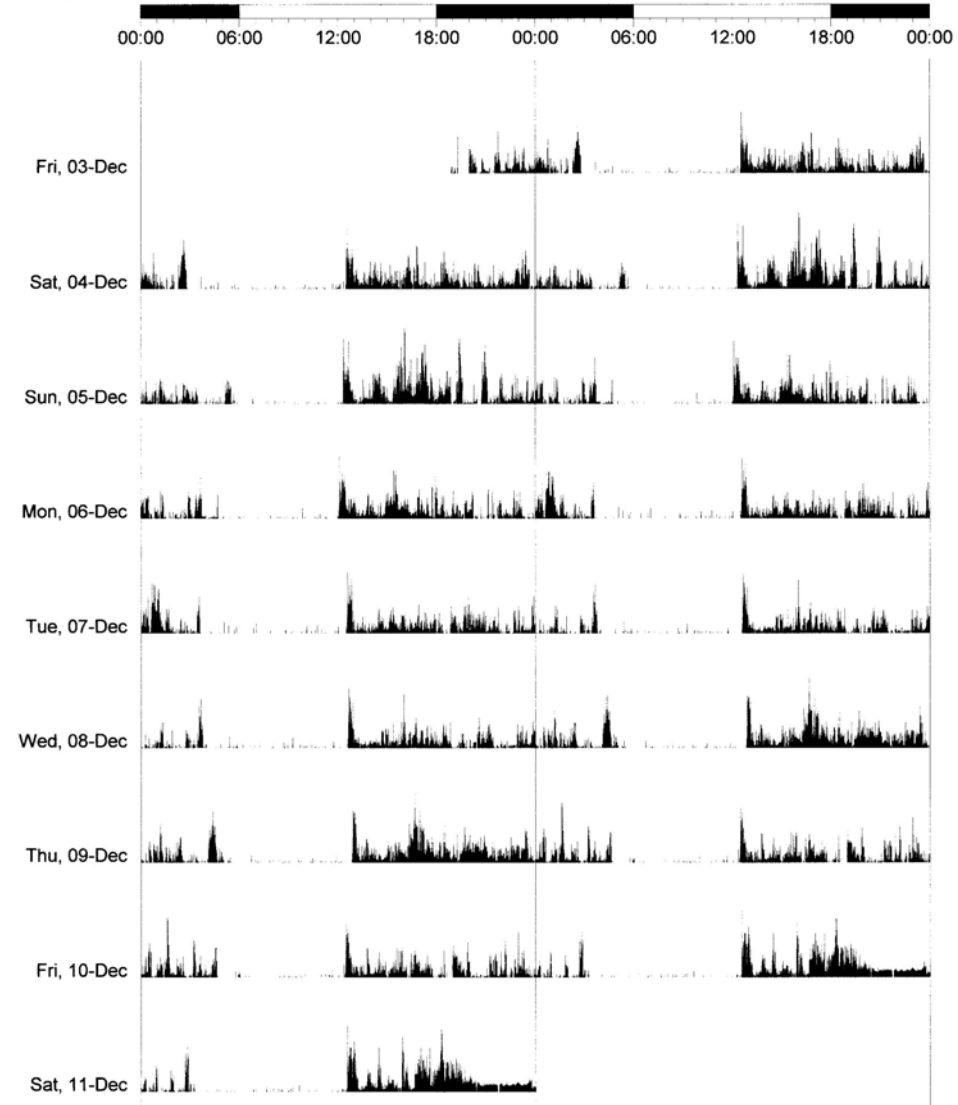 00:00 06:00 12:00 18:00 00:00 06:00 12:00 18:00 00:00
Fri, 03-Dec
Sat, 04-Dec
Sun, 05-Dec
Mon, 06-Dec
Tue, 07-Dec
Wed, 08-Dec
Thu, 09-Dec
Fri, 10-Dec
Sat, 11-Dec